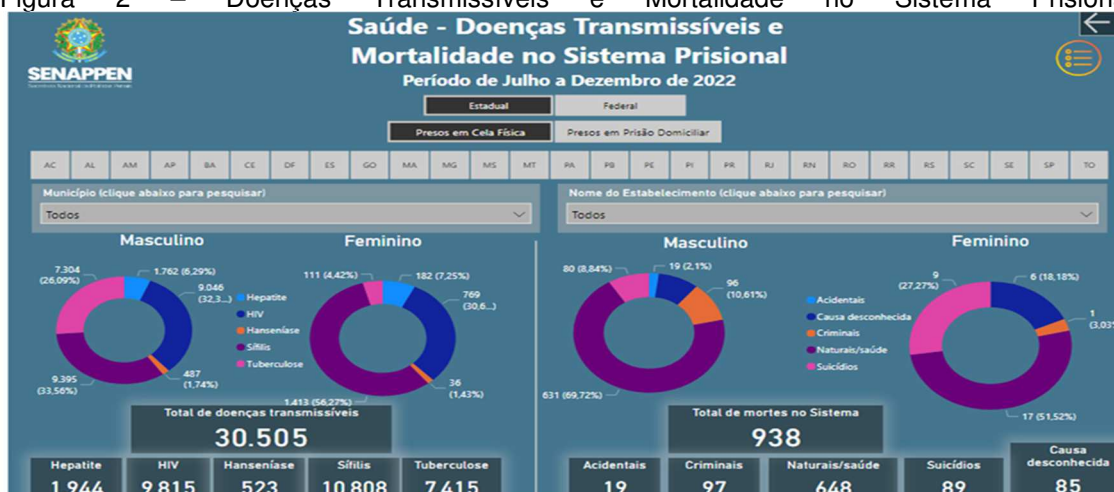 Figura 2 – Doenças Transmissíveis e Mortalidade no Sistema
SENAPPEN
Saúde - Doenças Transmissíveis e
Mortalidade no Sistema Prisional
Período de Julho a Dezembro de 2022
Estadual Federal
Presos em Cela Física Presos em Prisão Domiciliar
AC AL AM AP BA CE DF ES GO MA MG MS MT PA PB PE PI PR RJ RN RO RR RS SC SE SP TO
Município (clique abaixo para pesquisar)
Todos
Nome do Estabelecimento (clique abaixo para pesquisar)
Todos
Masculino
7.304
(26,09%)
1.762 (6,29%)
9.046
(32,3...)
487
(1,74%)
9.395
(33,56%)
Hepatite
HIV
Hanseníase
Sífilis
Tuberculose
Feminino
111 (4,42%)
182 (7,25%)
769
(30,6...)
36
(1,43%)
1.413 (56,27%)
Total de doenças transmissíveis
30.505
Hepatite
1.944
HIV
9.815
Hanseníase
523
Sífilis
10.808
Tuberculose
7.415
Masculino
80 (8,84%)
19 (2,1%)
96
(10,61%)
631 (69,72%)
Acidentais
Causa desconhecida
Criminais
Naturais/saúde
Suicídios
Feminino
9
(27,27%)
6 (18,18%)
1
17 (51,52%)
Total de mortes no Sistema
938
Acidentais
19
Criminais
97
Naturais/saúde
648
Suicídios
89
Causa
desconhecida
85